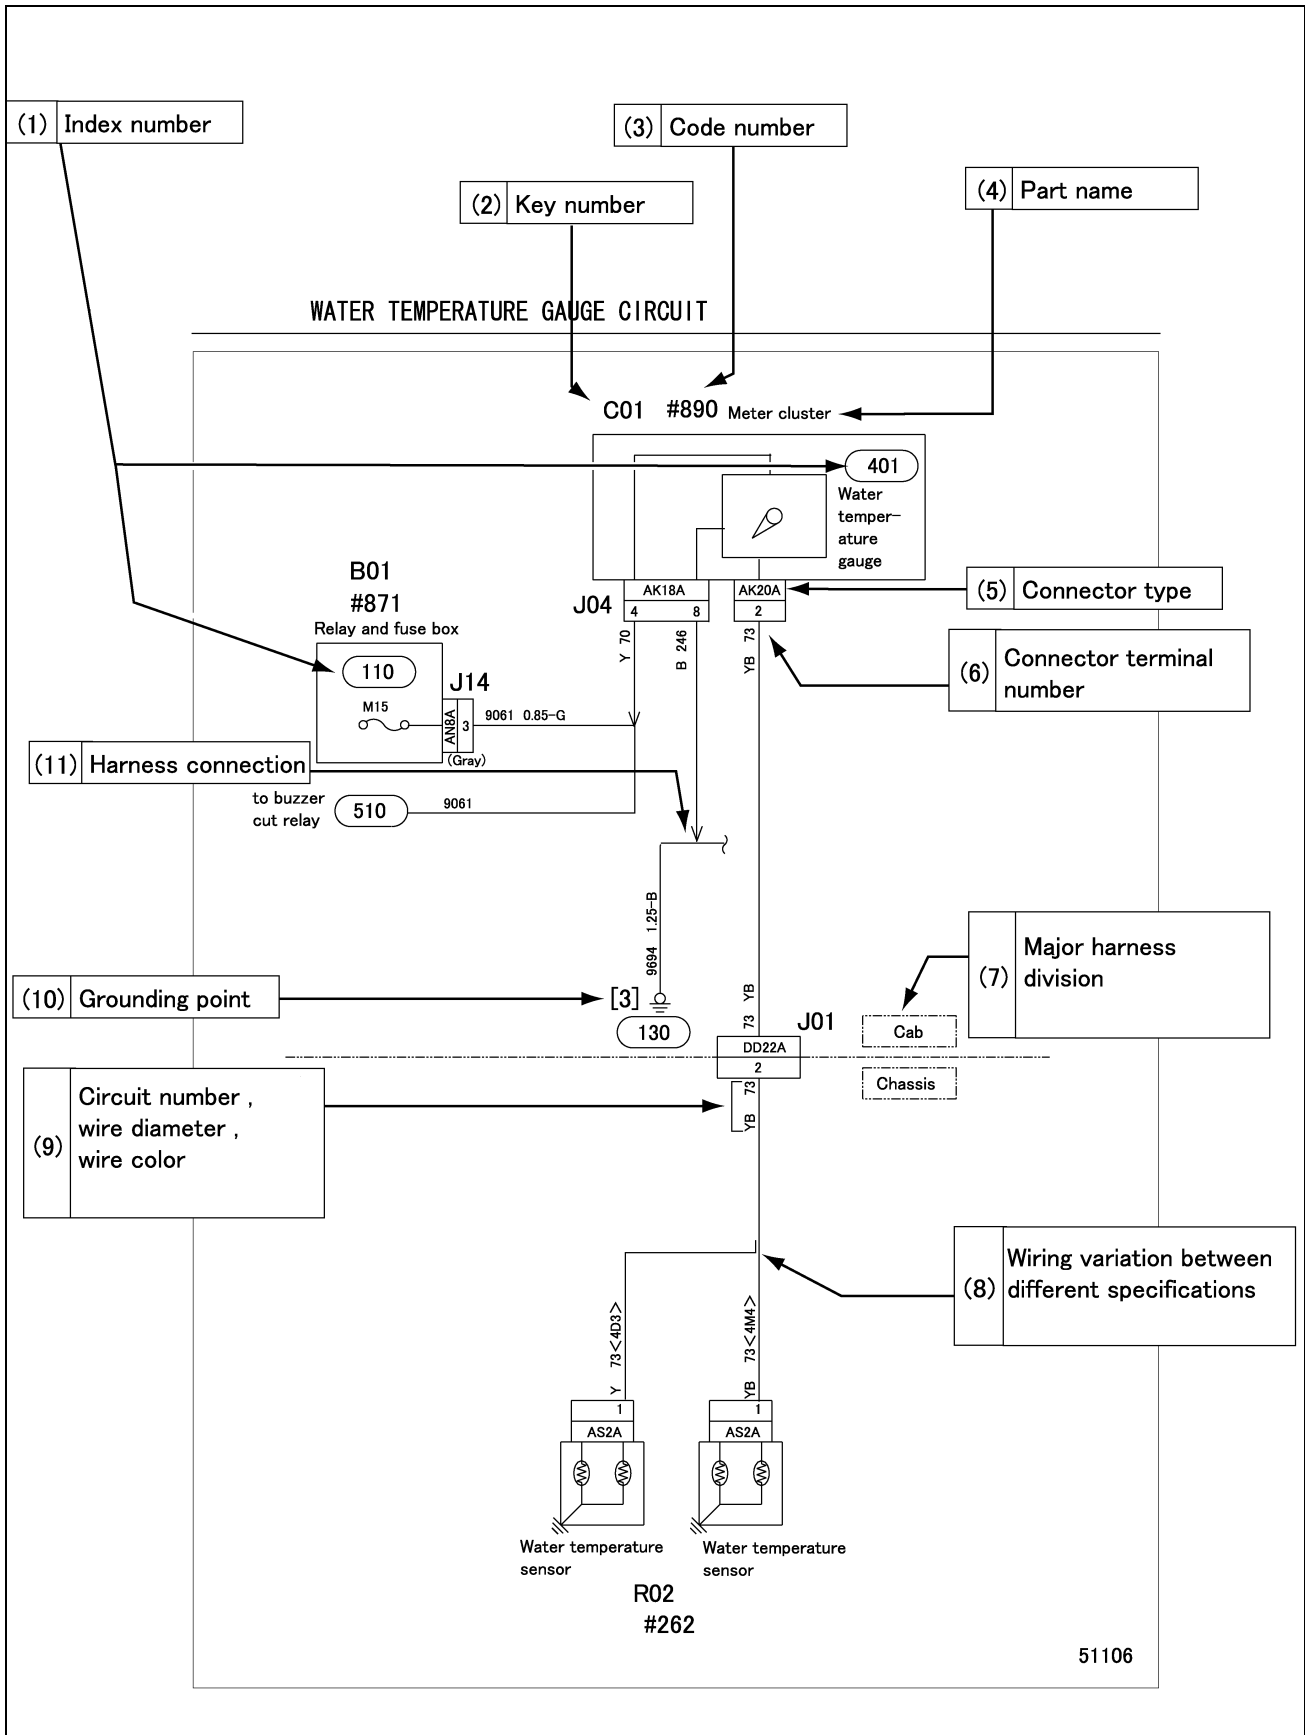 (1) Index number
(3) Code number
(2) Key number
(4) Part name
WATER TEMPERATURE GAUGE CIRCUIT
C01 #890 Meter cluster
401
Water
temper-
ature
gauge
B01
#871
Relay and fuse box
110
M15
J14
AN8A 3
(Gray)
9061 0.85-G
J04
AK18A
4 8
AK20A
2
Y 70
B 246
YB 73
(5) Connector type
(6) Connector terminal
number
(11) Harness connection
to buzzer
cut relay
510
9061
9694 1.25-B
(7) Major harness
division
(10) Grounding point
[3]
130
73 YB
J01
DD22A
2
Cab
Chassis
YB 73
(9) Circuit number ,
wire diameter ,
wire color
(8) Wiring variation between
different specifications
Y 73<4D3>
YB 73<4M4>
1
AS2A
1
AS2A
Water temperature
sensor
Water temperature
sensor
R02
#262
51106